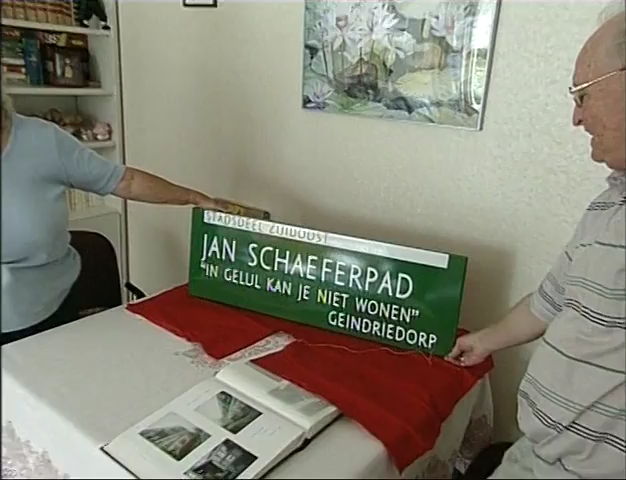 STADSDEEL ZUIDOOST
JAN SCHAEFERPAD
"IN GELUL KAN JE NIET WONEN"
GEINDRIEDORP